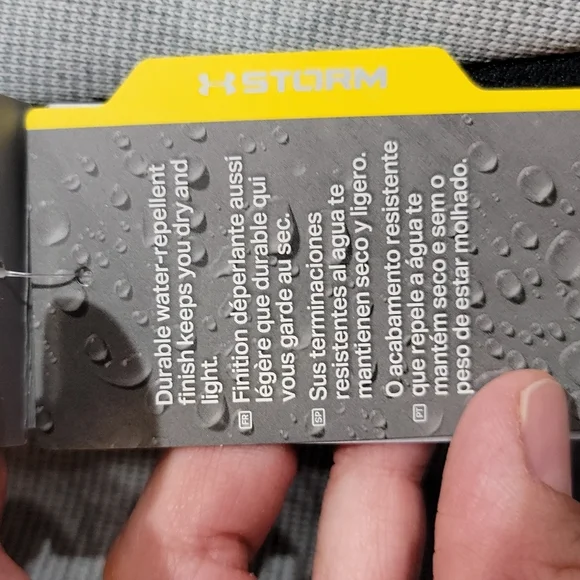 STORM
Durable water-repellent
finish keeps you dry and
light.
FR Finition déperlante aussi
légère que durable qui
vous garde au sec.
SP Sus terminaciones
resistentes al agua te
mantienen seco y ligero.
PT O acabamento resistente
que repele a água te
mantém seco e sem o
peso de estar molhado.